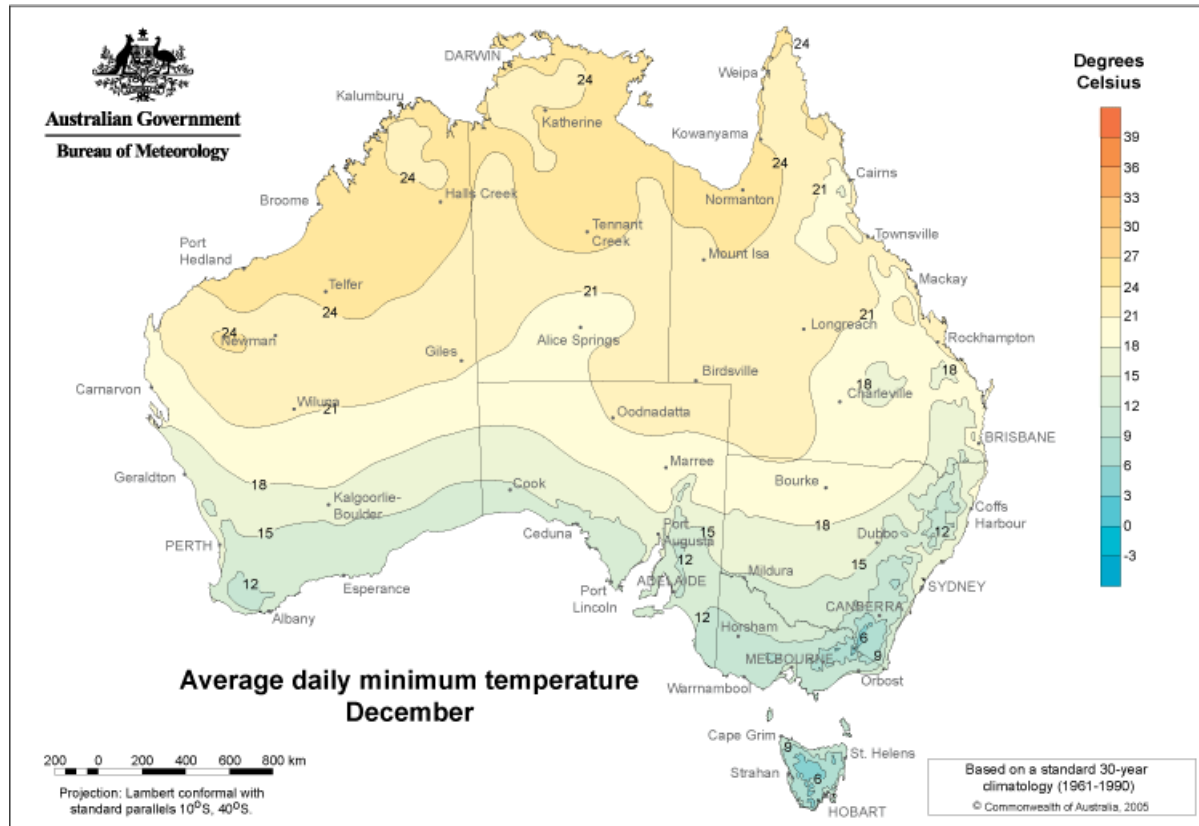 Australian Government
Bureau of Meteorology
DARWIN
24
Weipa
Degrees
Celsius
24
Kalumburu
Katherine
Kowanyama
39
36
33
30
27
24
21
18
15
12
9
6
3
0
-3
24
24
Cairns
21
Halls Creek
Normanton
Broome
Tennant
Creek
Townsville
Port
Hedland
Mount Isa
Telfer
Mackay
21
24
21
Longreach
24
Newman
Alice Springs
Rockhampton
Giles
Birdsville
18
Carnarvon
18
Charleville
Wiluna
21
Oodnadatta
BRISBANE
Marree
Geraldton
18
Cook
Bourke
Kalgoorlie-
Boulder
Coffs
Harbour
18
15
Ceduna
Port
Augusta
15
Dubbo
12
PERTH
12
15
Mildura
12
Esperance
Port
Lincoln
ADELAIDE
SYDNEY
Albany
12
CANBERRA
Horsham
6
MELBOURNE
9
Warrnambool
Orbost
Average daily minimum temperature
December
Cape Grim
9
St. Helens
Strahan
6
HOBART
200 0 200 400 600 800 km
Projection: Lambert conformal with
standard parallels 10°S, 40°S.
Based on a standard 30-year
climatology (1961-1990)
© Commonwealth of Australia, 2005